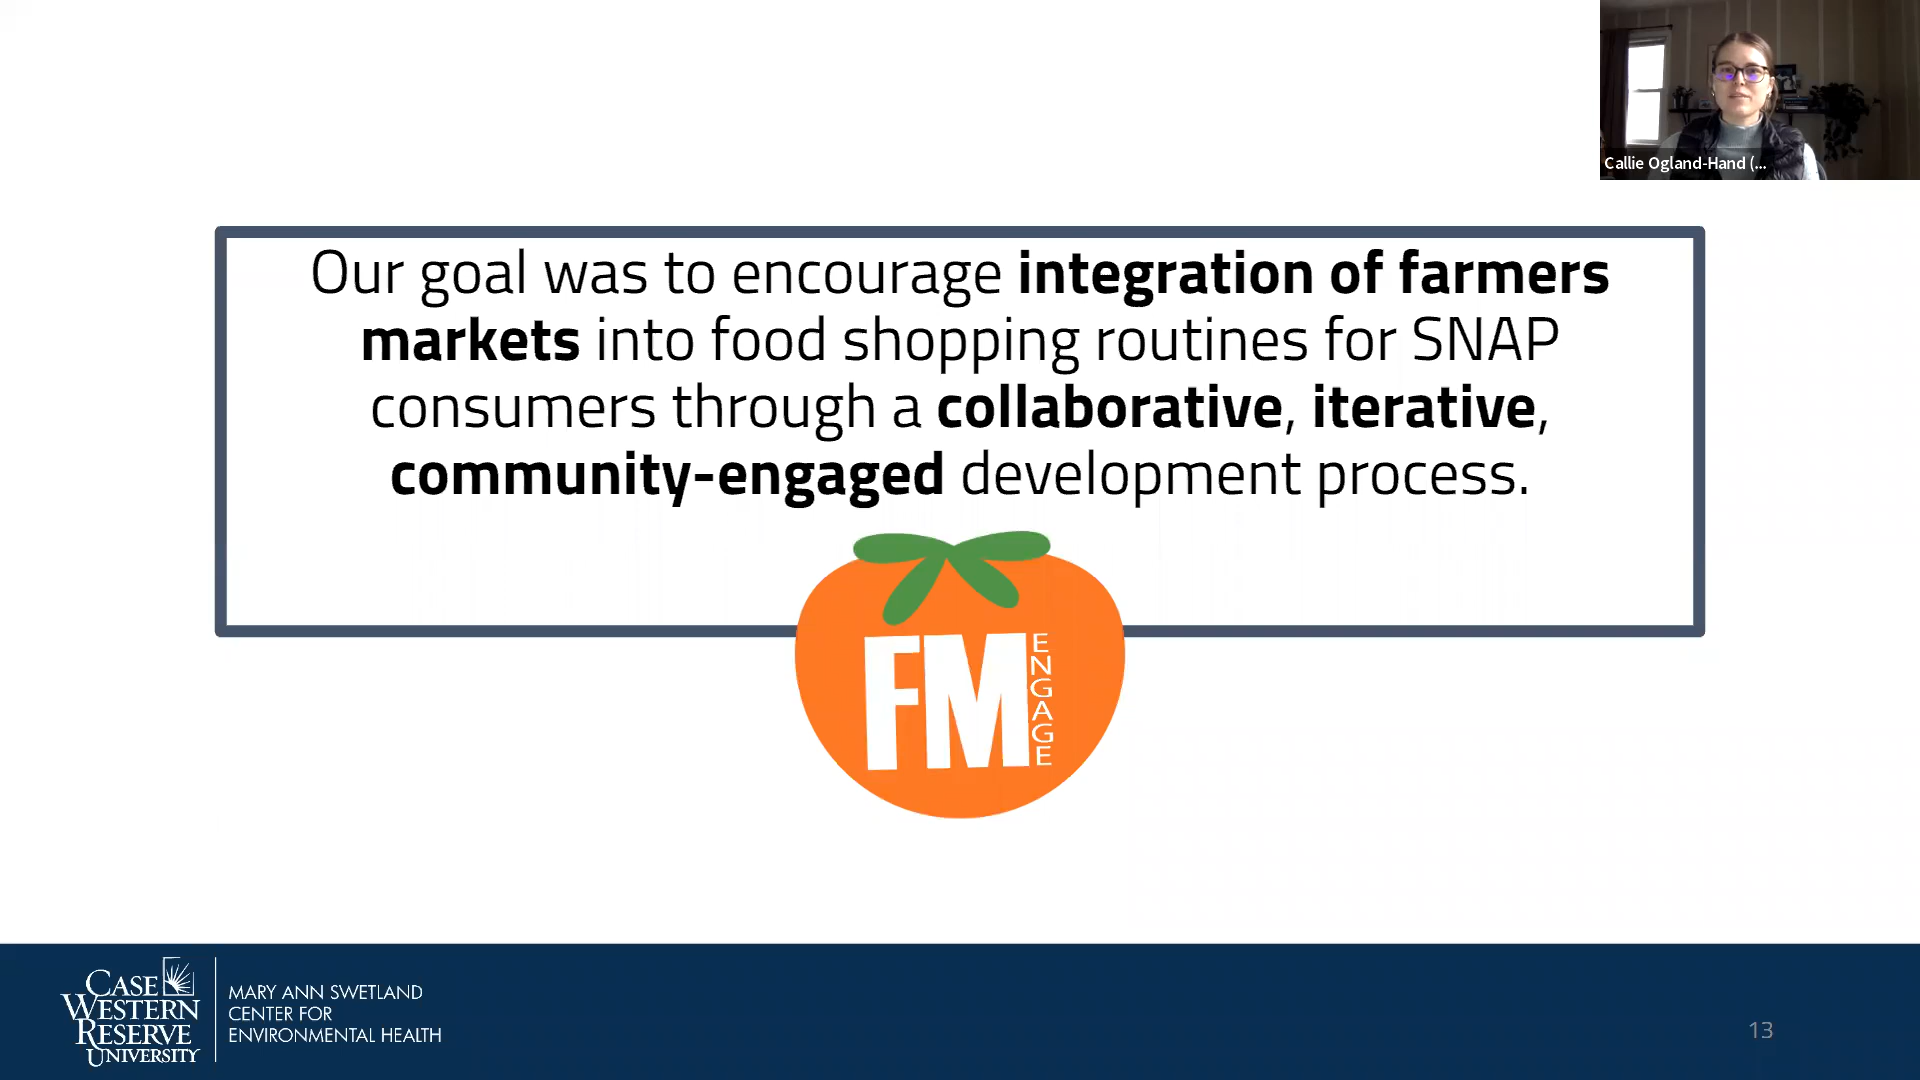 Callie Ogland-Hand (...
Our goal was to encourage integration of farmers
markets into food shopping routines for SNAP
consumers through a collaborative, iterative,
community-engaged development process.
FM
ENGAGE
CASE
WESTERN
RESERVE
UNIVERSITY
MARY ANN SWETLAND
CENTER FOR
ENVIRONMENTAL HEALTH
13